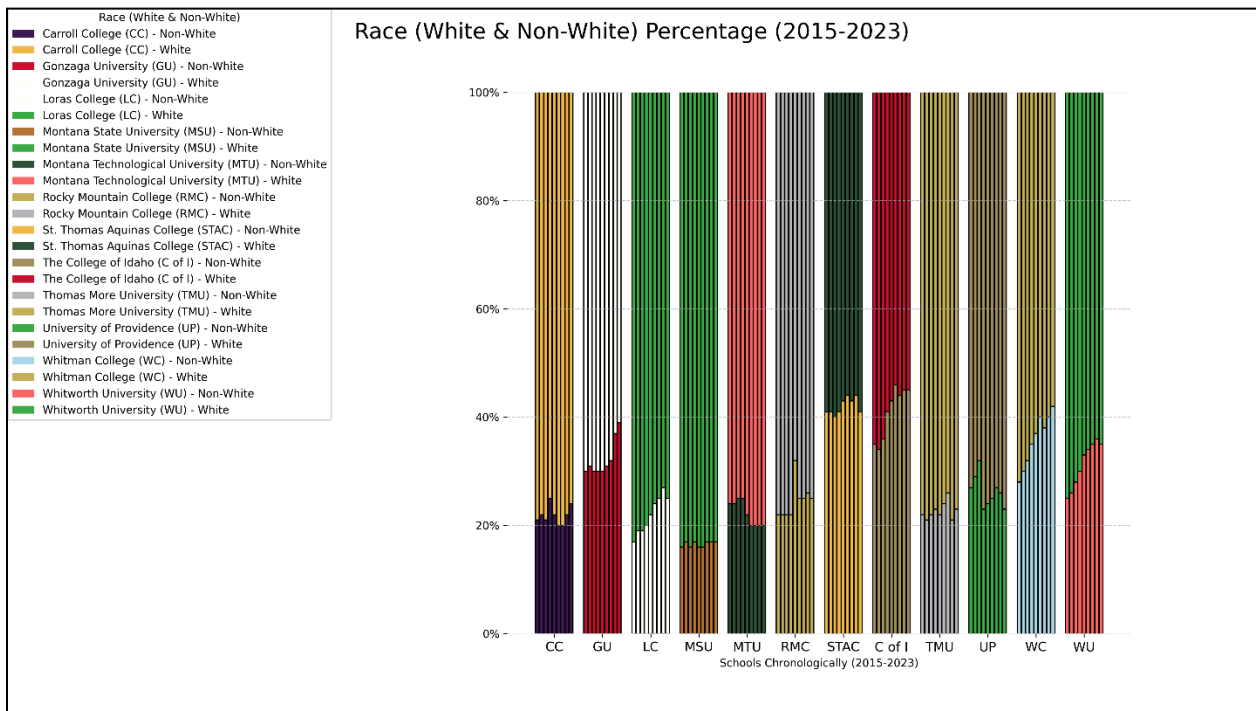 Race (White & Non-White) Percentage (2015-2023)
Race (White & Non-White)
Carroll College (CC) - Non-White
Carroll College (CC) - White
Gonzaga University (GU) - Non-White
Gonzaga University (GU) - White
Loras College (LC) - Non-White
Loras College (LC) - White
Montana State University (MSU) - Non-White
Montana State University (MSU) - White
Montana Technological University (MTU) - Non-White
Montana Technological University (MTU) - White
Rocky Mountain College (RMC) - Non-White
Rocky Mountain College (RMC) - White
St. Thomas Aquinas College (STAC) - Non-White
St. Thomas Aquinas College (STAC) - White
The College of Idaho (C of I) - Non-White
The College of Idaho (C of I) - White
Thomas More University (TMU) - Non-White
Thomas More University (TMU) - White
University of Providence (UP) - Non-White
University of Providence (UP) - White
Whitman College (WC) - Non-White
Whitman College (WC) - White
Whitworth University (WU) - Non-White
Whitworth University (WU) - White
100%
80%
60%
40%
20%
0%
CC GU LC MSU MTU RMC STAC C of I TMU UP WC WU
Schools Chronologically (2015-2023)